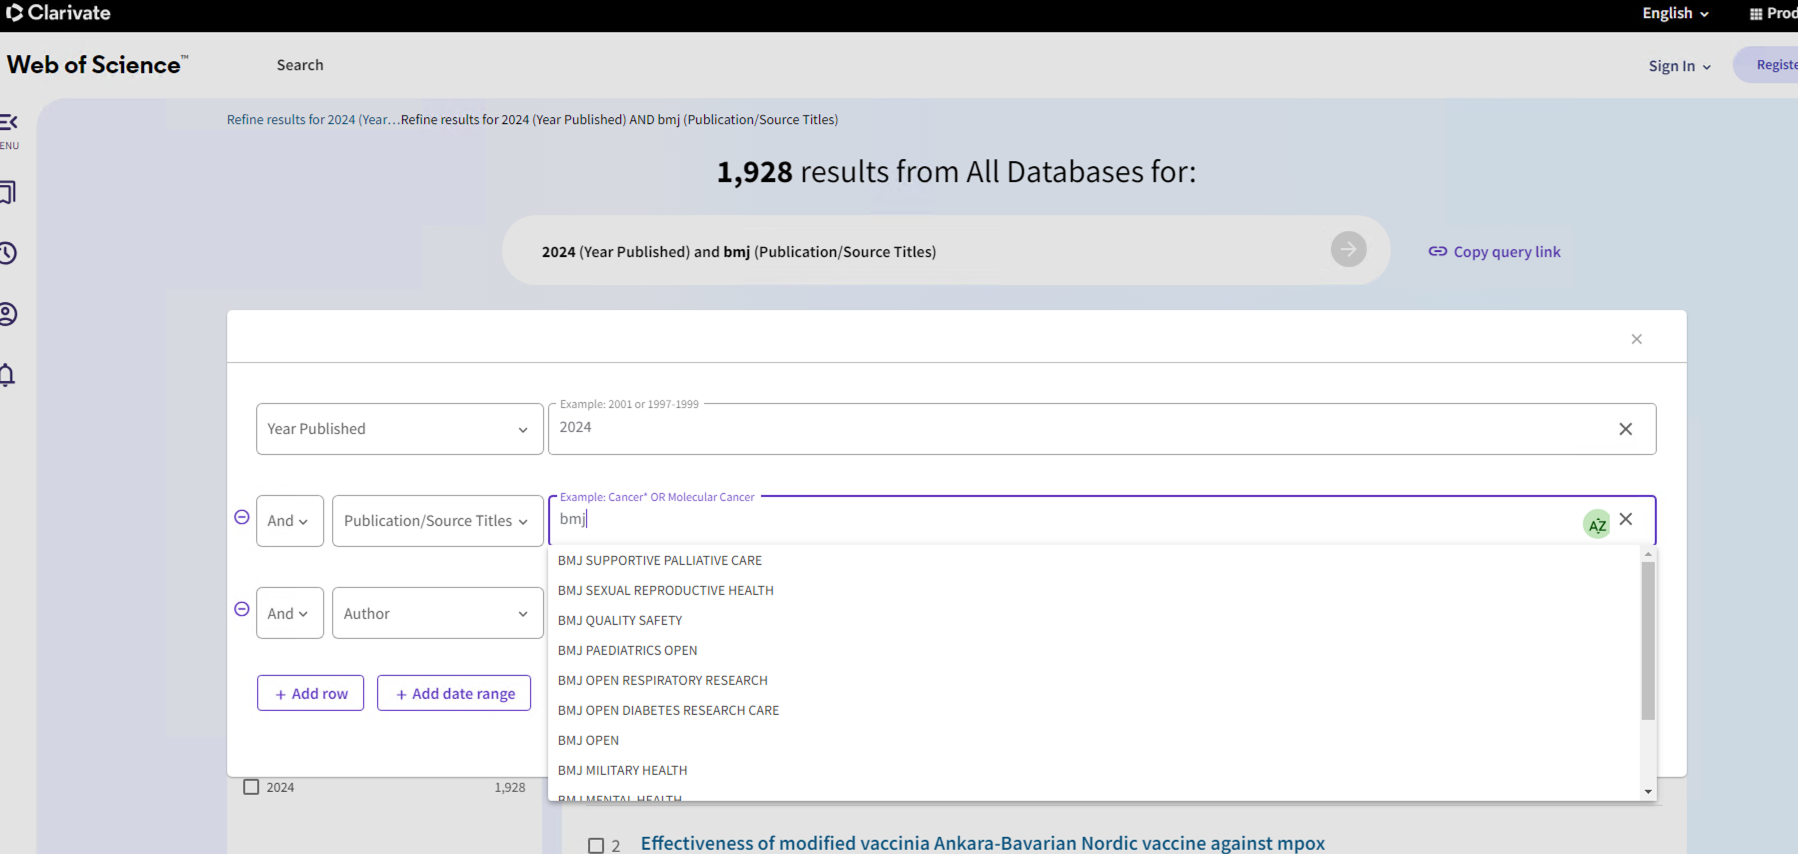 Clarivate
English
Prod
Web of Science™
Search
Sign In
Registe
ENU
Refine results for 2024 (Year...Refine results for 2024 (Year Published) AND bmj (Publication/Source Titles)
1,928 results from All Databases for:
2024 (Year Published) and bmj (Publication/Source Titles)
Copy query link
Example: 2001 or 1997-1999
Year Published
2024
Example: Cancer* OR Molecular Cancer
And
Publication/Source Titles
bmj
AZ
BMJ SUPPORTIVE PALLIATIVE CARE
BMJ SEXUAL REPRODUCTIVE HEALTH
BMJ QUALITY SAFETY
BMJ PAEDIATRICS OPEN
BMJ OPEN RESPIRATORY RESEARCH
BMJ OPEN DIABETES RESEARCH CARE
BMJ OPEN
BMJ MILITARY HEALTH
BMJ MENTAL HEALTH
And
Author
+ Add row
+ Add date range
2024
1,928
2
Effectiveness of modified vaccinia Ankara-Bavarian Nordic vaccine against mpox